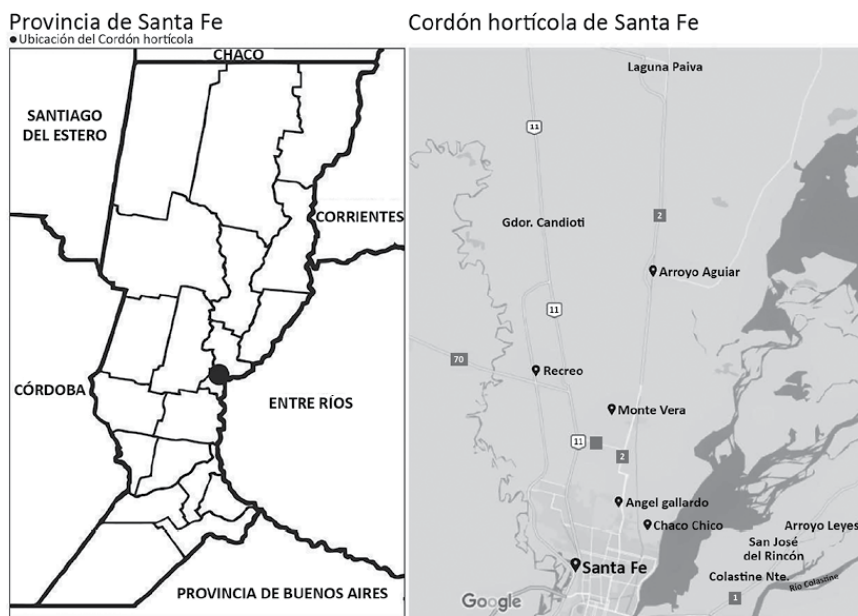 Provincia de Santa Fe
Ubicación del Cordón hortícola
CHACO
SANTIAGO
DEL ESTERO
CORRIENTES
CÓRDOBA
ENTRE RÍOS
PROVINCIA DE BUENOS AIRES
Cordón hortícola de Santa Fe
Laguna Paiva
11
2
Gdor. Candioti
Arroyo Aguiar
11
70
Recreo
Monte Vera
11
2
Angel gallardo
Chaco Chico
Arroyo Leyes
San José
del Rincón
Santa Fe
Colastine Nte.
Río Colastine
1
Google